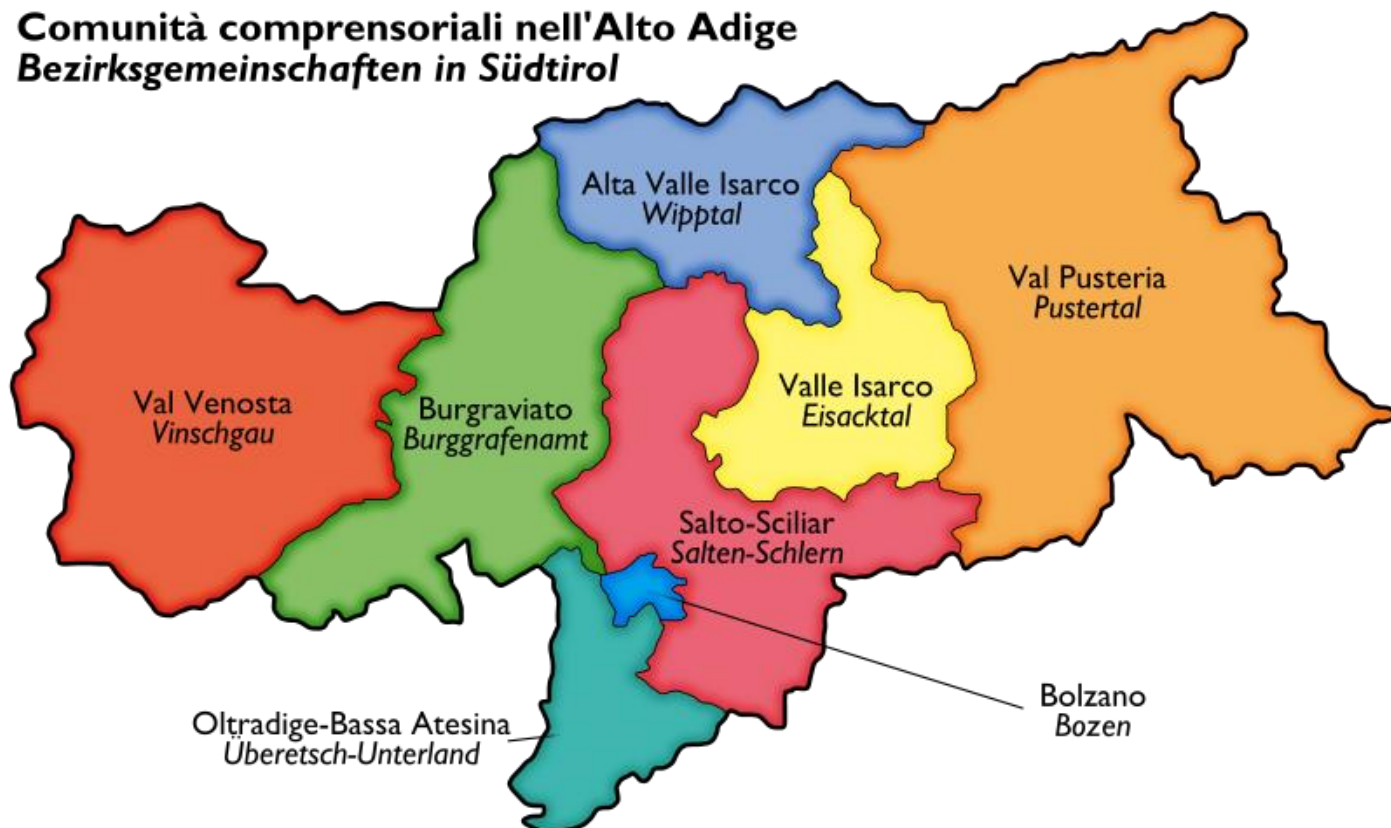 Comunità comprensoriali nell'Alto Adige
Bezirksgemeinschaften in Südtirol
Alta Valle Isarco
Wipptal
Val Pusteria
Pustertal
Val Venosta
Vinschgau
Burgraviato
Burggrafenamt
Valle Isarco
Eisacktal
Salto-Sciliar
Salten-Schlern
Bolzano
Bozen
Oltradige-Bassa Atesina
Überetsch-Unterland